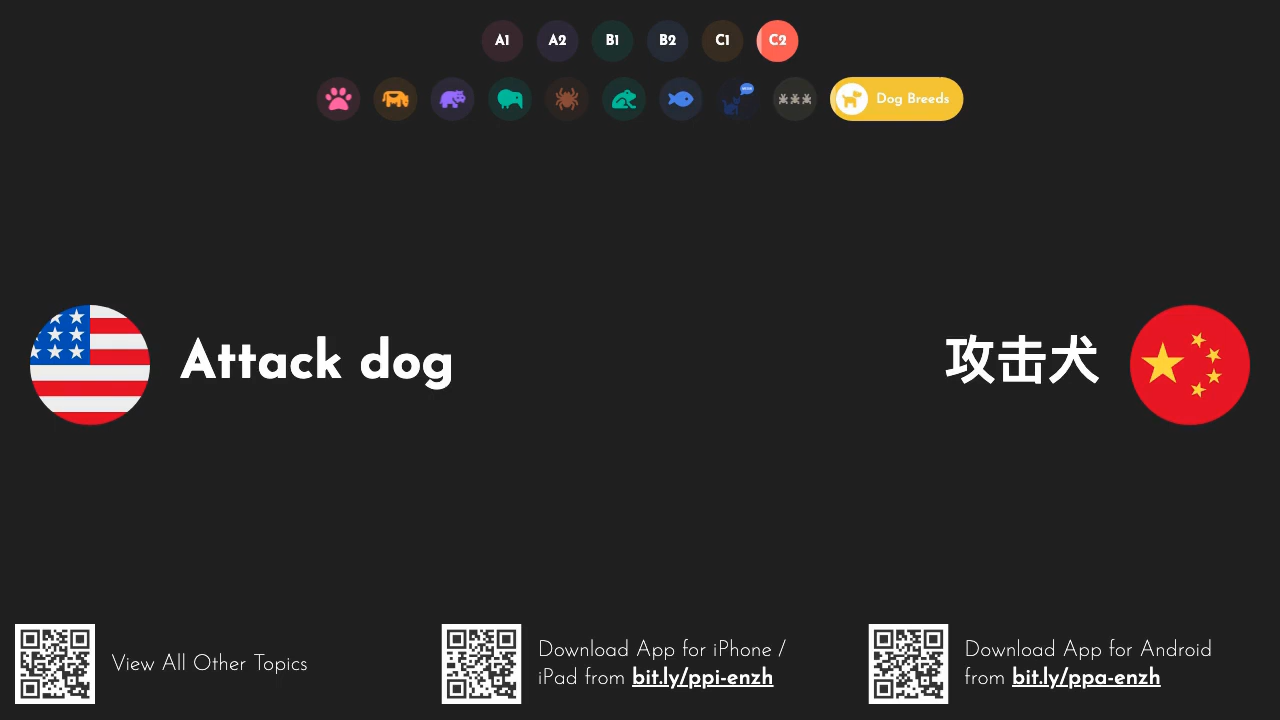 A1 A2 B1 B2 C1 C2
Dog Breeds
Attack dog
攻击犬
View All Other Topics
Download App for iPhone /
iPad from bit.ly/ppi-enzh
Download App for Android
from bit.ly/ppa-enzh